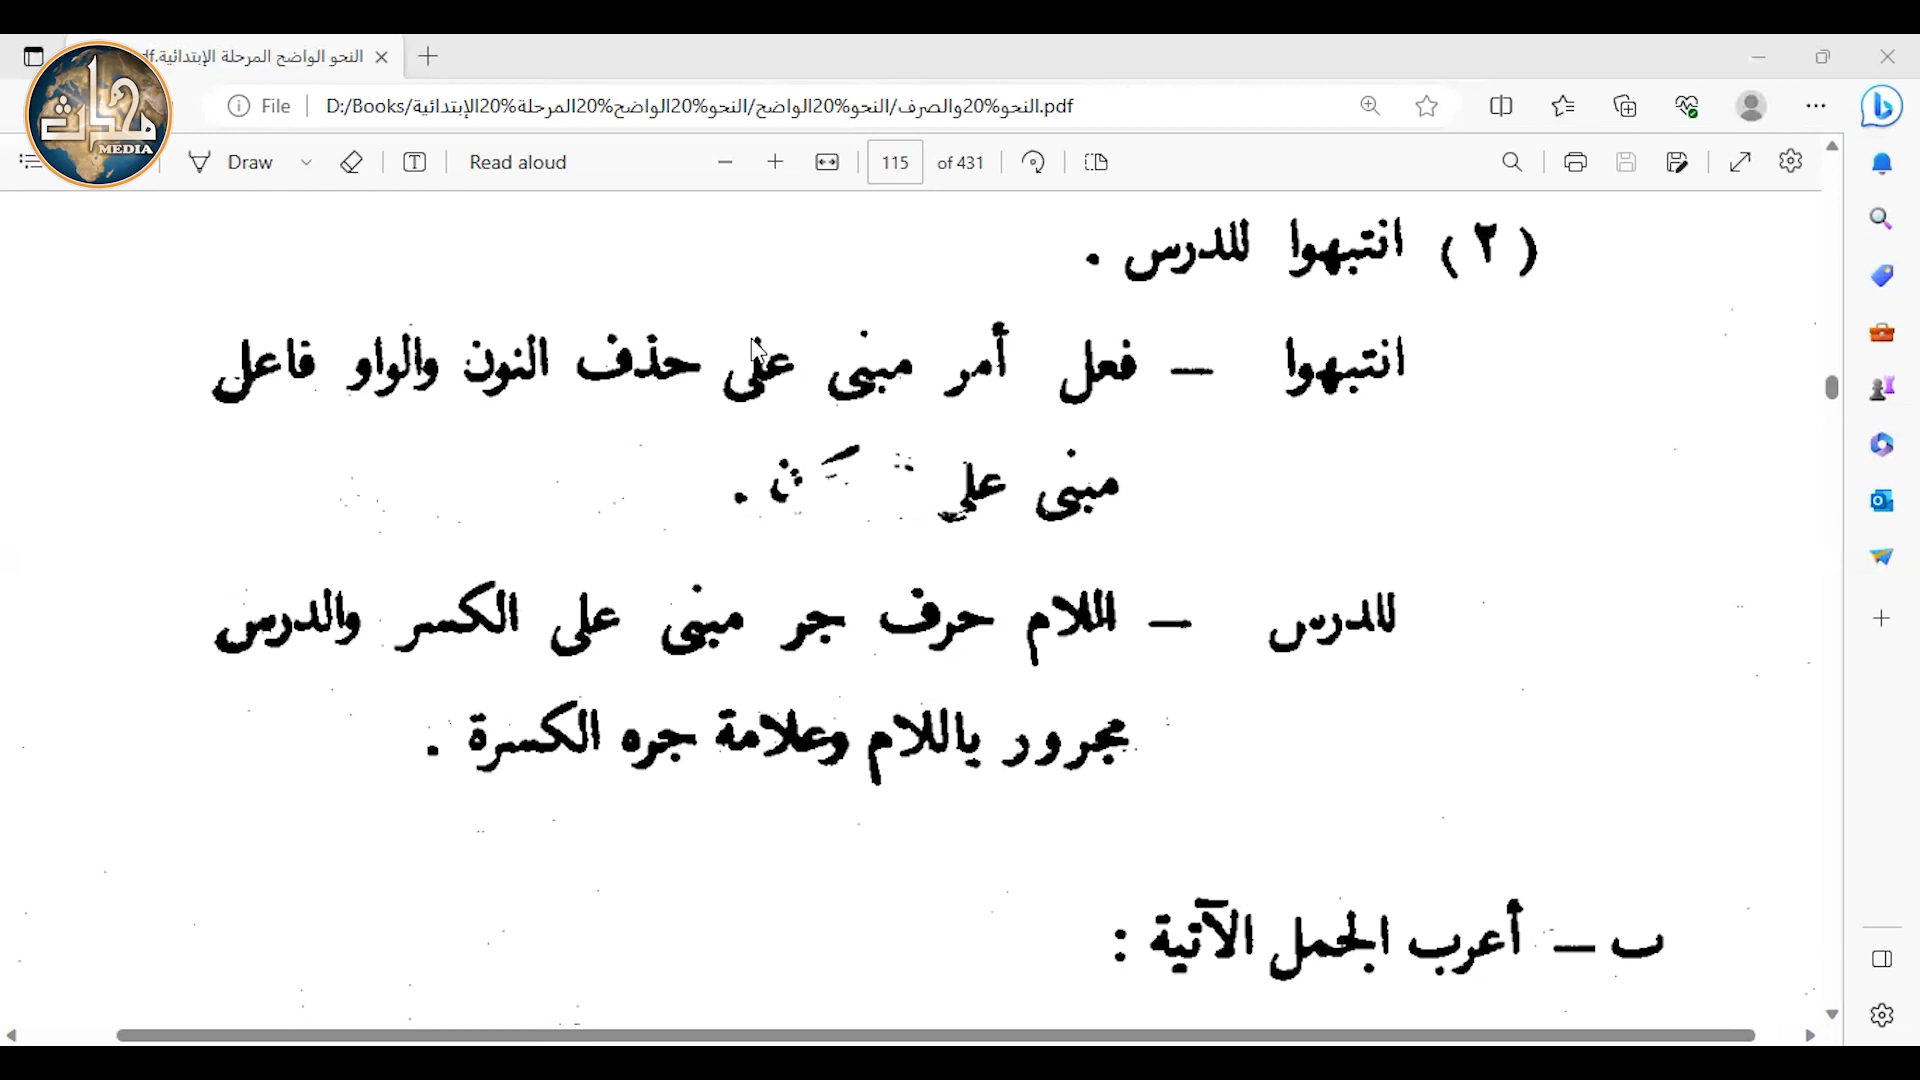 النحو الواضح المرحلة الإبتدائية.pdf
File
D:/Books/النحو%20والصرف/النحو%20الواضح/النحو%20الواضح%20المرحلة%20الإبتدائية.pdf
MEDIA
Draw
Read aloud
115 of 431
(٢) انتبهوا للدرس .
انتبهوا — فعل أمر مبنى على حذف النون والواو فاعل
مبنى على .
للدرس — اللام حرف جر مبنى على الكسر والدرس
مجرور باللام وعلامة جره الكسرة .
ب — أعرب الجمل الآتية :